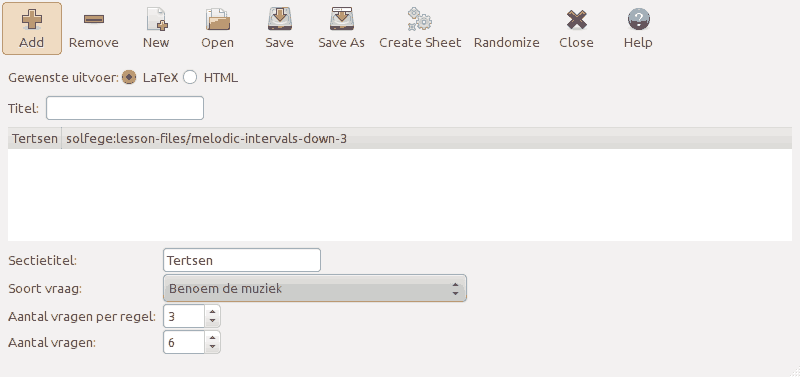 Add Remove New Open Save Save As Create Sheet Randomize Close Help
Gewenste uitvoer: LaTeX HTML
Titel:
Tertsen solfege:lesson-files/melodic-intervals-down-3
Sectietitel: Tertsen
Soort vraag: Benoem de muziek
Aantal vragen per regel: 3
Aantal vragen: 6